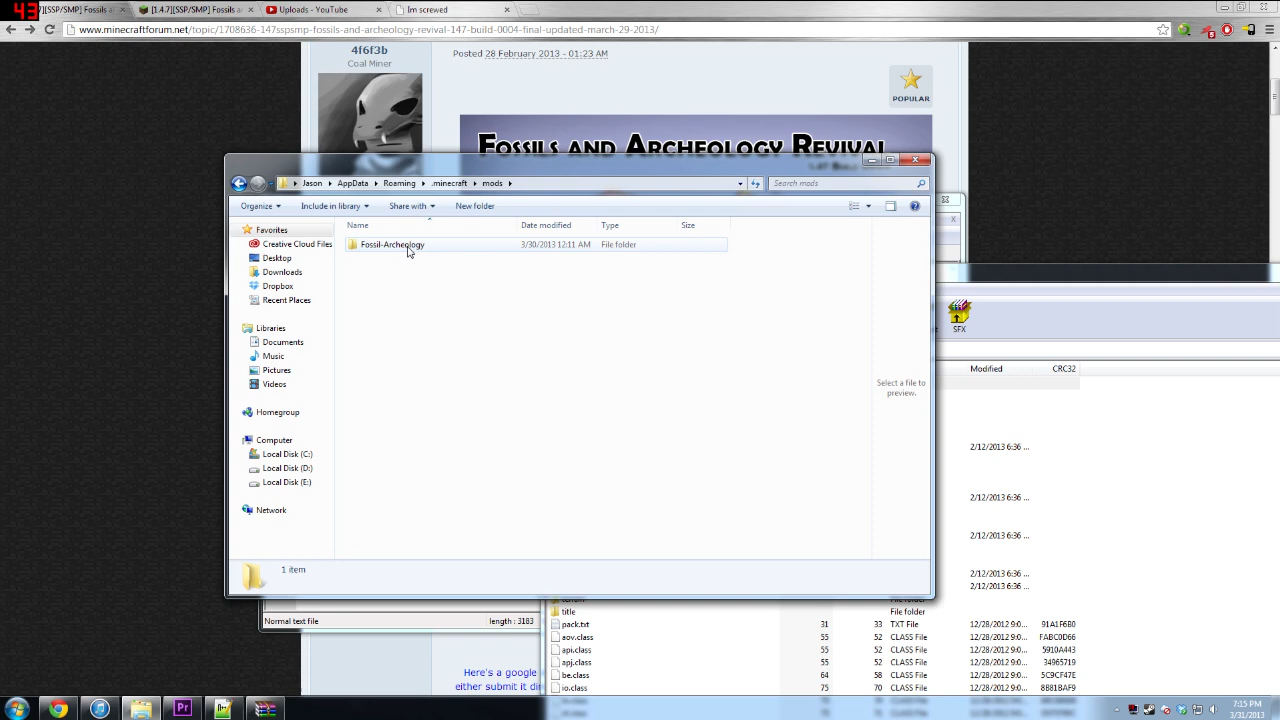 43
7][SSP/SMP] Fossils an
[1.4.7][SSP/SMP] Fossils a
Uploads - YouTube
Im screwed
www.minecraftforum.net/topic/1708636-147sspsmp-fossils-and-archeology-revival-147-build-0004-final-updated-march-29-2013/
4f6f3b
Coal Miner
Posted 28 February 2013 - 01:23 AM
POPULAR
FOSSILS AND ARCHEOLOGY REVIVAL
Jason
AppData
Roaming
.minecraft
mods
Search mods
Organize
Include in library
Share with
New folder
Name
Date modified
Type
Size
Fossil-Archeology
3/30/2013 12:11 AM
File folder
Favorites
Creative Cloud Files
Desktop
Downloads
Dropbox
Recent Places
Libraries
Documents
Music
Pictures
Videos
Homegroup
Computer
Local Disk (C:)
Local Disk (D:)
Local Disk (E:)
Network
Select a file to
preview.
1 item
SFX
Modified
CRC32
2/12/2013 6:36 ...
2/12/2013 6:36 ...
2/12/2013 6:36 ...
2/12/2013 6:36 ...
2/12/2013 6:36 ...
File folder
title
File folder
pack.txt
31
33
TXT File
12/28/2012 9:0...
91A1F6B0
aov.class
55
52
CLASS File
12/28/2012 9:0...
FABC0D66
api.class
55
52
CLASS File
12/28/2012 9:0...
5910A443
apj.class
55
52
CLASS File
12/28/2012 9:0...
34965719
be.class
64
58
CLASS File
12/28/2012 9:0...
5C9CF47E
io.class
75
70
CLASS File
12/28/2012 9:0...
8B81BAF9
Normal text file
length : 3183
Here's a google
either submit it di
Pr
7:15 PM
3/31/2013